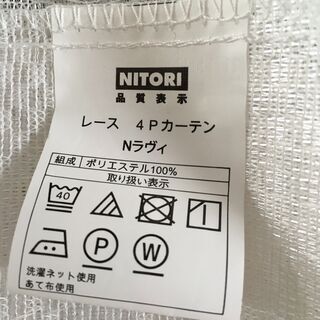 NITORI
品質表示
レース 4Pカーテン
Nラヴィ
組成 ポリエステル100%
取り扱い表示
40
P W
洗濯ネット使用
あて布使用